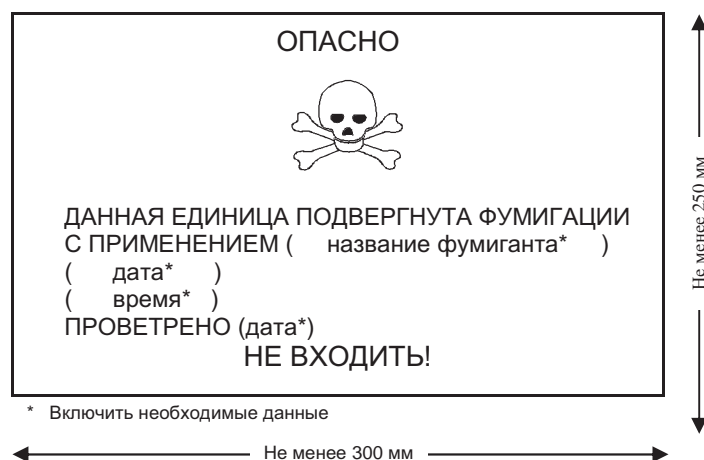 ОПАСНО
ДАННАЯ ЕДИНИЦА ПОДВЕРГНУТА ФУМИГАЦИИ
С ПРИМЕНЕНИЕМ ( название фумиганта* )
( дата* )
( время* )
ПРОВЕТРЕНО (дата*)
НЕ ВХОДИТЬ!
* Включить необходимые данные
Не менее 300 мм
Не менее 250 мм